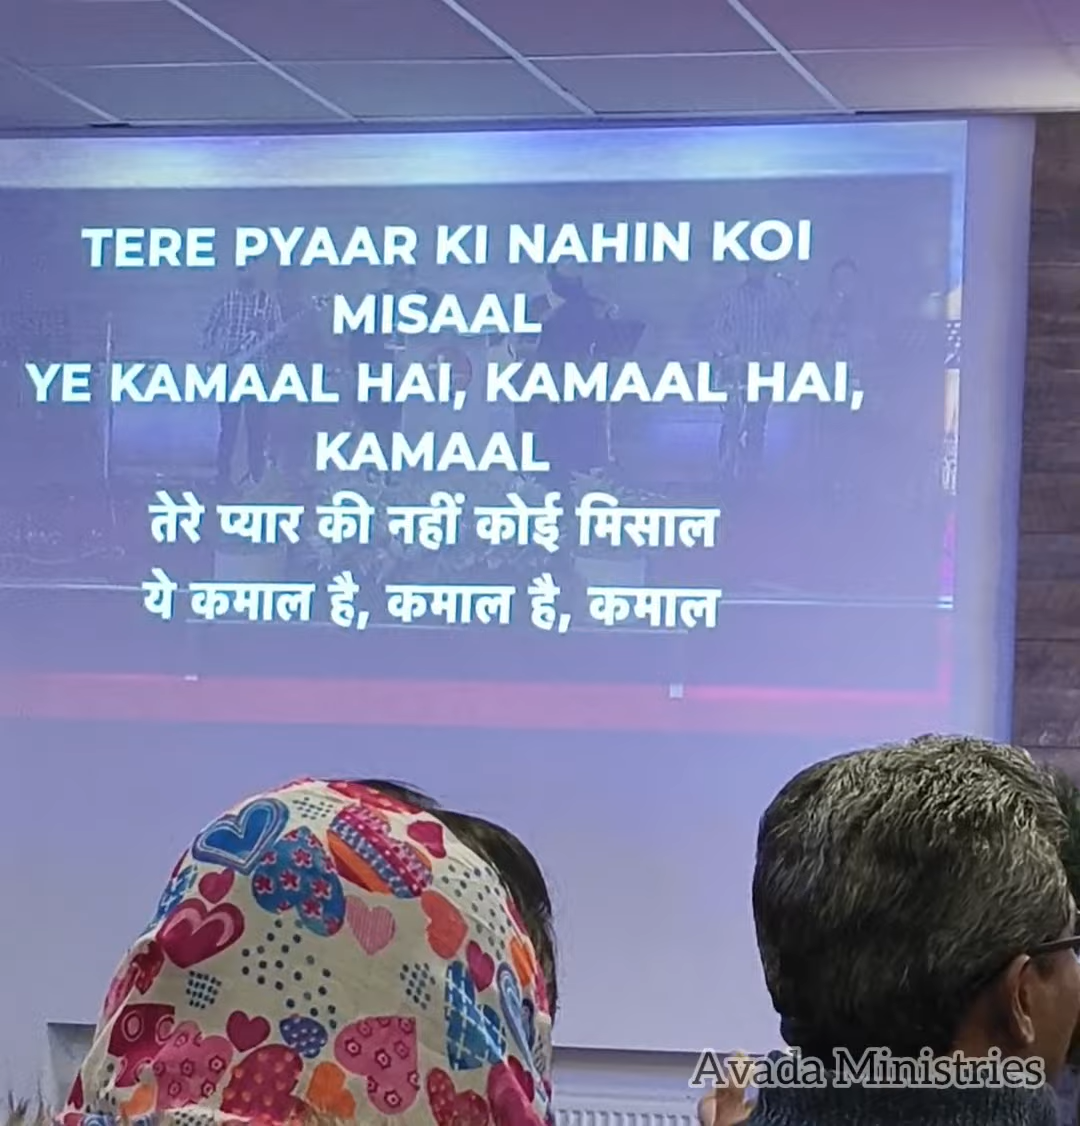 TERE PYAAR KI NAHIN KOI
MISAAL
YE KAMAAL HAI, KAMAAL HAI,
KAMAAL
तेरे प्यार की नहीं कोई मिसाल
ये कमाल है, कमाल है, कमाल
Avada Ministries